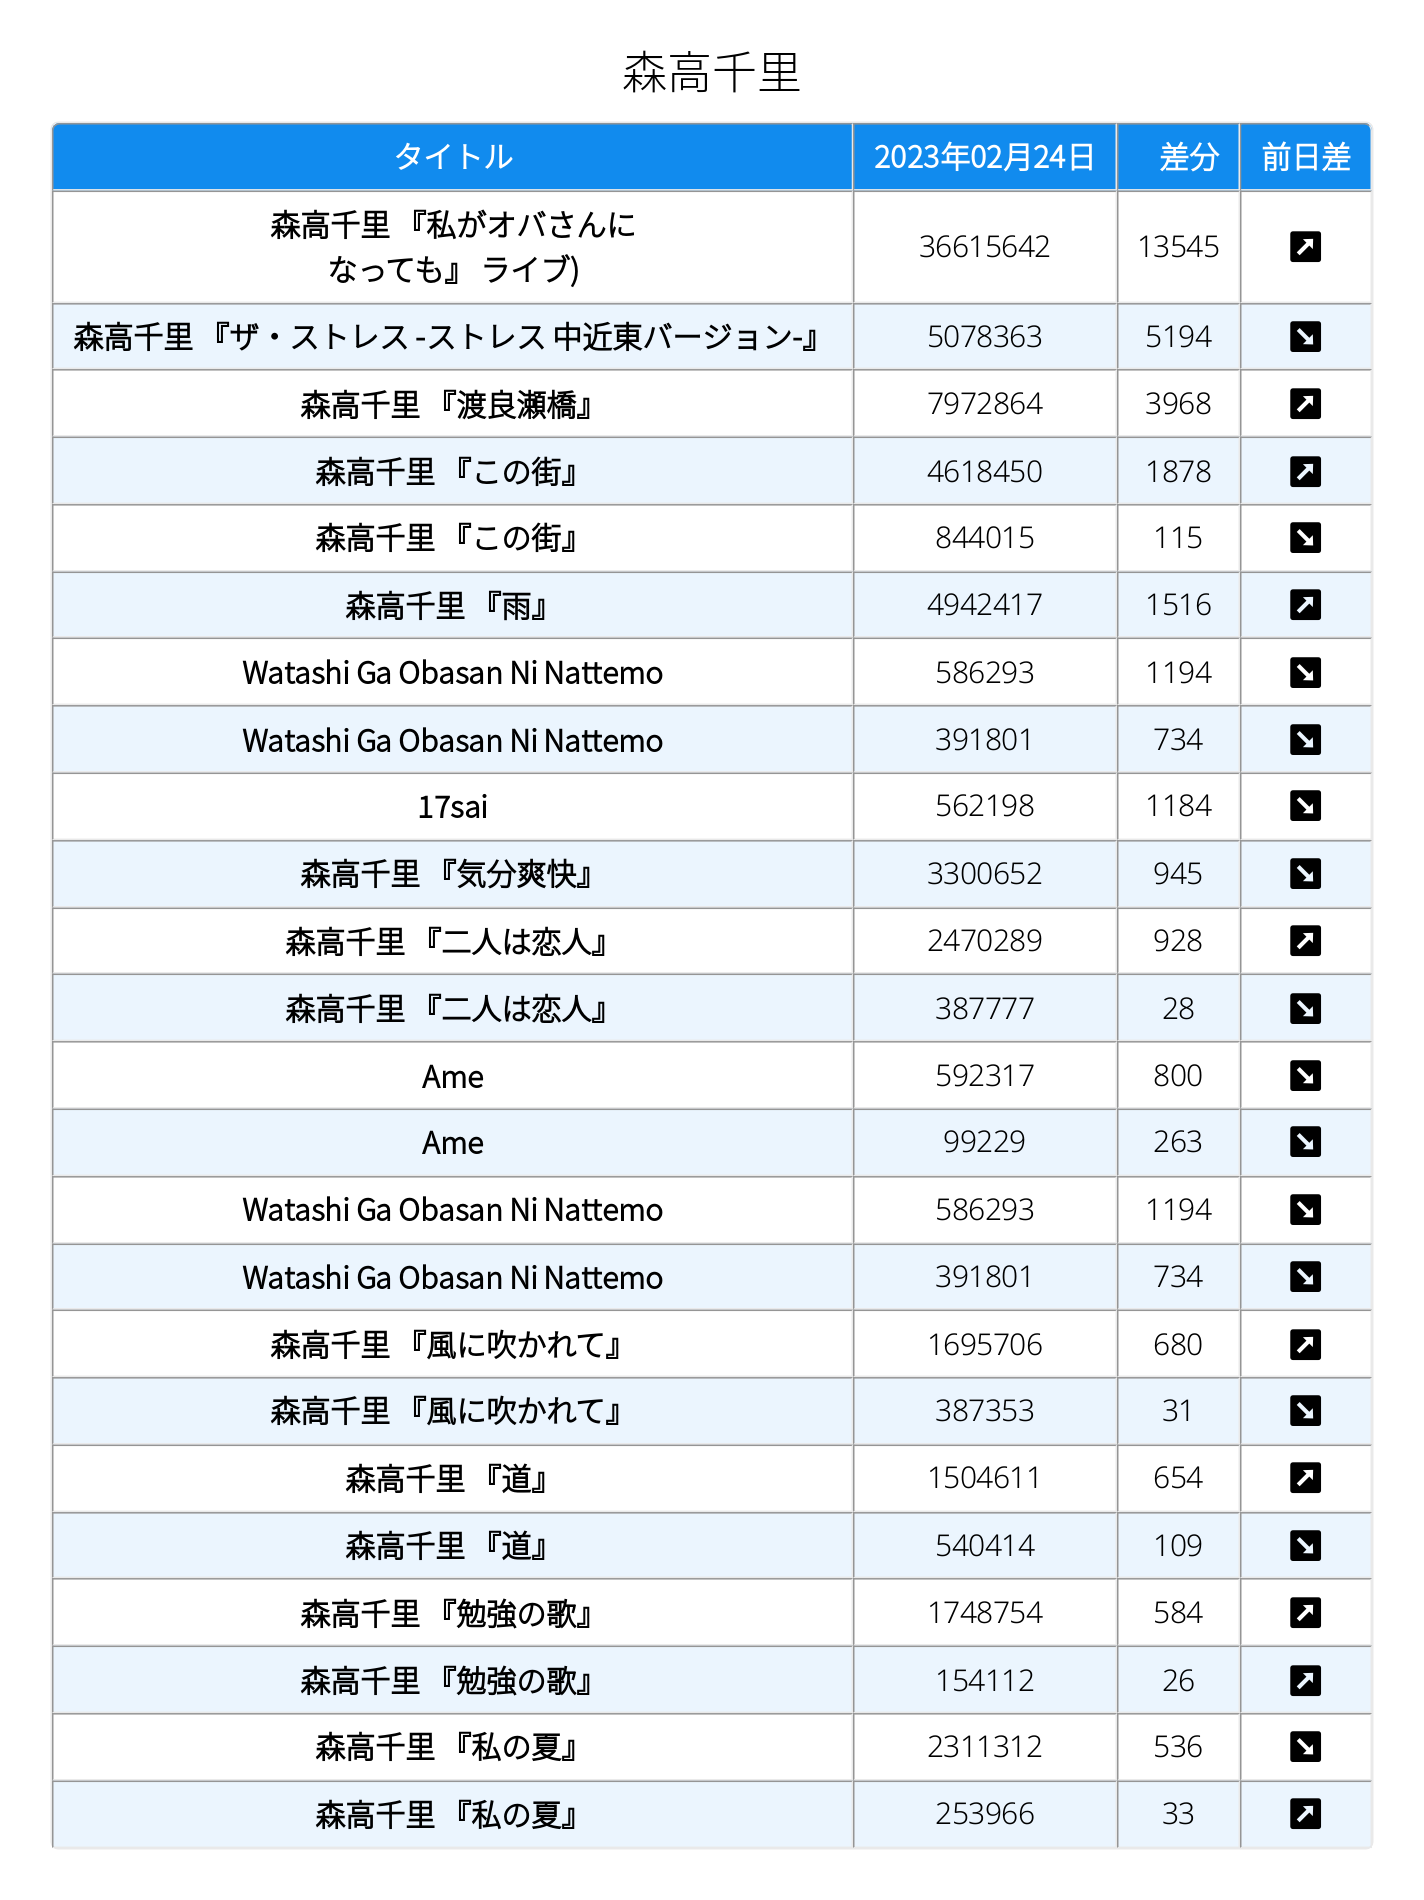 森高千里
タイトル 2023年02月24日 差分 前日差
森高千里 『私がオバさんに
なっても』 ライブ) 36615642 13545
森高千里 『ザ・ストレス -ストレス 中近東バージョン-』 5078363 5194
森高千里 『渡良瀬橋』 7972864 3968
森高千里 『この街』 4618450 1878
森高千里 『この街』 844015 115
森高千里 『雨』 4942417 1516
Watashi Ga Obasan Ni Nattemo 586293 1194
Watashi Ga Obasan Ni Nattemo 391801 734
17sai 562198 1184
森高千里 『気分爽快』 3300652 945
森高千里 『二人は恋人』 2470289 928
森高千里 『二人は恋人』 387777 28
Ame 592317 800
Ame 99229 263
Watashi Ga Obasan Ni Nattemo 586293 1194
Watashi Ga Obasan Ni Nattemo 391801 734
森高千里 『風に吹かれて』 1695706 680
森高千里 『風に吹かれて』 387353 31
森高千里 『道』 1504611 654
森高千里 『道』 540414 109
森高千里 『勉強の歌』 1748754 584
森高千里 『勉強の歌』 154112 26
森高千里 『私の夏』 2311312 536
森高千里 『私の夏』 253966 33